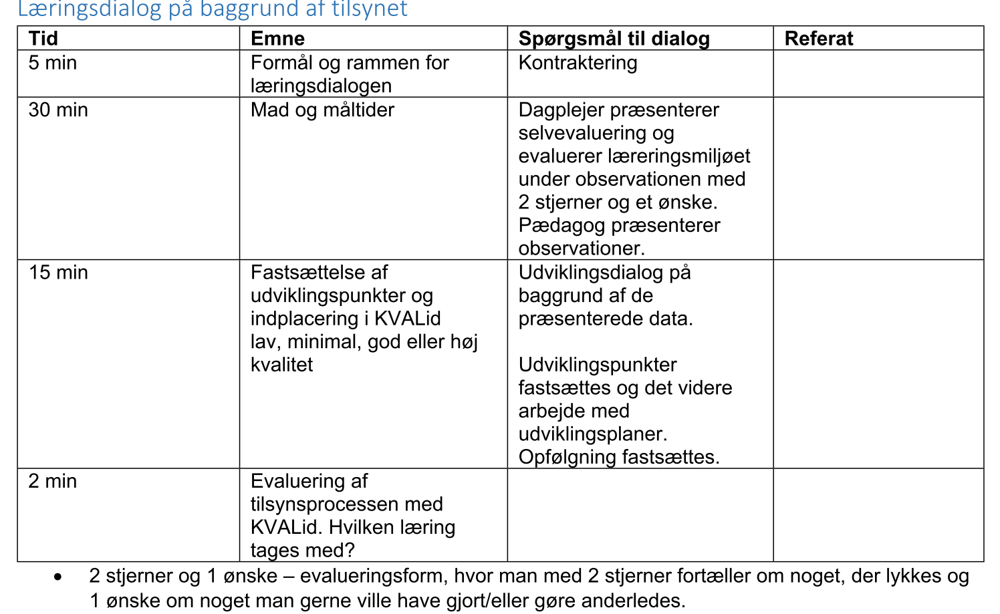 Læringsdialog på baggrund af tilsynet
Tid
Emne
Spørgsmål til dialog
Referat
5 min
Formål og rammen for
læringsdialogen
Kontraktering
30 min
Mad og måltider
Dagplejer præsenterer
selvevaluering og
evaluerer læreringsmiljøet
under observationen med
2 stjerner og et ønske.
Pædagog præsenterer
observationer.
15 min
Fastsættelse af
udviklingspunkter og
indplacering i KVALid
lav, minimal, god eller høj
kvalitet
Udviklingsdialog på
baggrund af de
præsenterede data.
Udviklingspunkter
fastsættes og det videre
arbejde med
udviklingsplaner.
Opfølgning fastsættes.
2 min
Evaluering af
tilsynsprocessen med
KVALid. Hvilken læring
tages med?
• 2 stjerner og 1 ønske – evalueringsform, hvor man med 2 stjerner fortæller om noget, der lykkes og
1 ønske om noget man gerne ville have gjort/eller gøre anderledes.